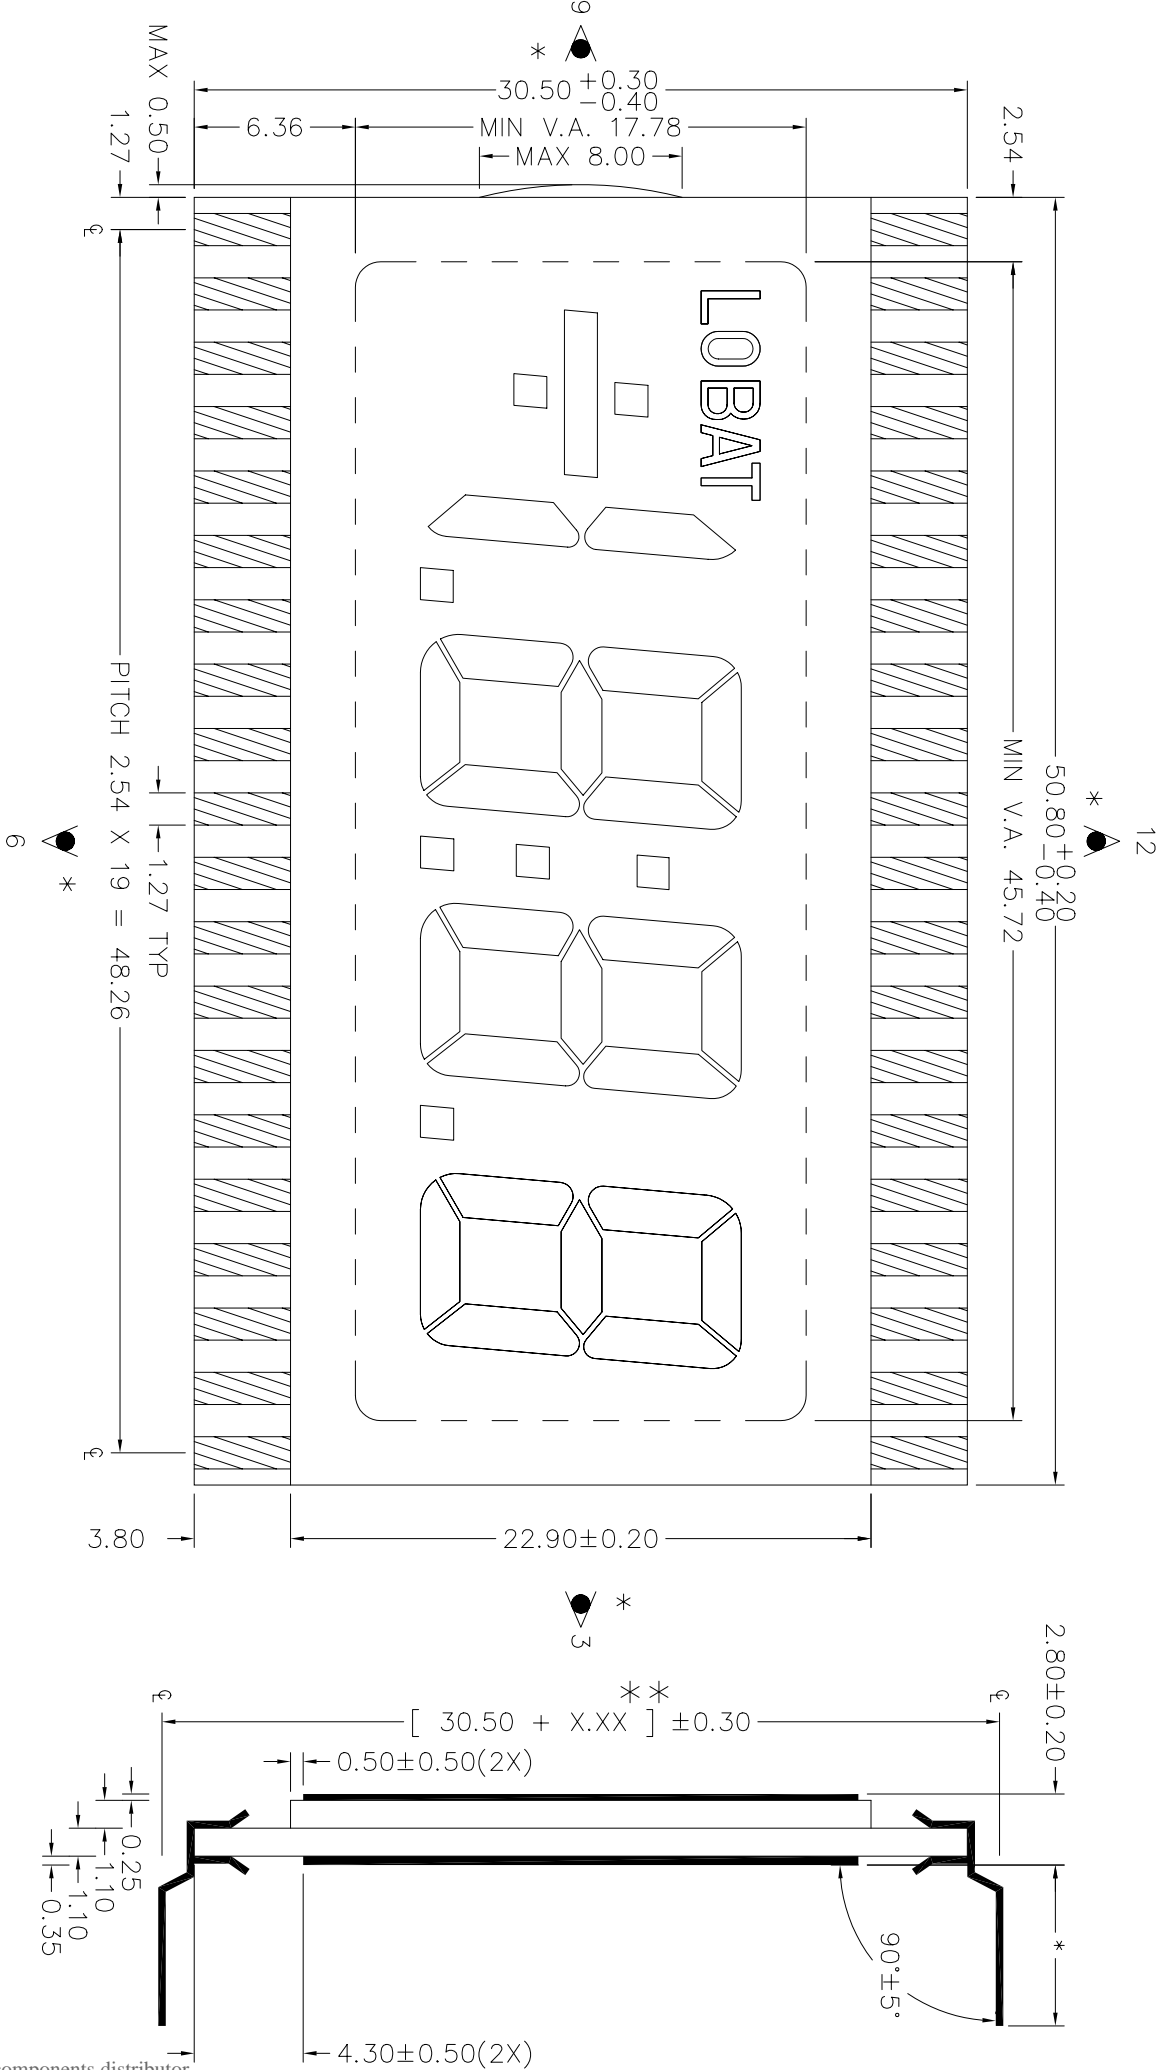 9
*
30.50 +0.30
−0.40
6.36
MIN V.A. 17.78
MAX 8.00
MAX 0.50
1.27
2.54
LOBAT
℄
PITCH 2.54 X 19 = 48.26
1.27 TYP
℄
MIN V.A. 45.72
50.80 +0.20
−0.40
*
12
6
*
3.80
22.90±0.20
*
3
℄
**
[ 30.50 + X.XX ] ±0.30
℄
2.80±0.20
0.50±0.50(2X)
0.25
1.10
1.10
0.35
90°±5°
*
4.30±0.50(2X)
components distributor